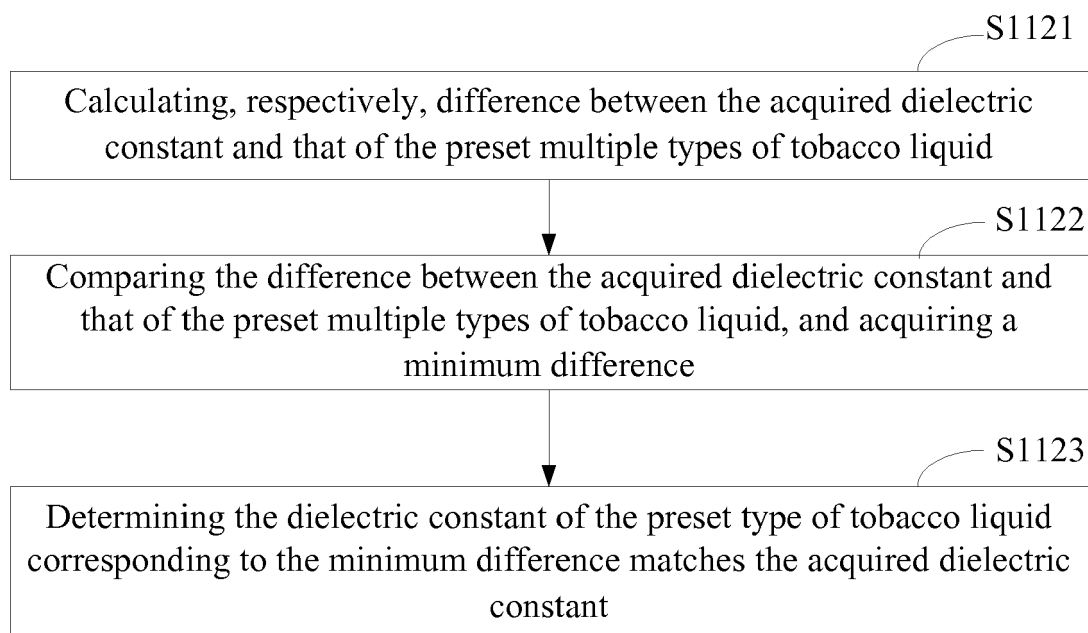 S1121
Calculating, respectively, difference between the acquired dielectric
constant and that of the preset multiple types of tobacco liquid
S1122
Comparing the difference between the acquired dielectric constant and
that of the preset multiple types of tobacco liquid, and acquiring a
minimum difference
S1123
Determining the dielectric constant of the preset type of tobacco liquid
corresponding to the minimum difference matches the acquired dielectric
constant